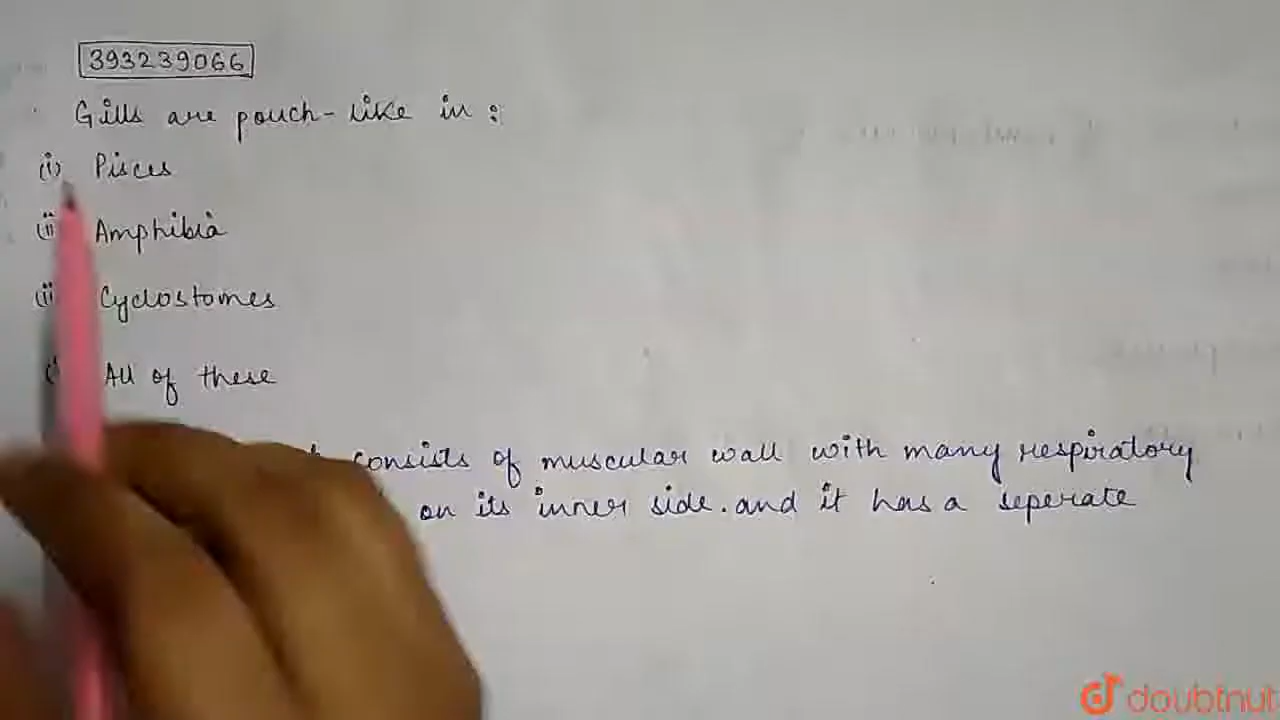 393239066
Gills are pouch-like in :
(i) Pisces
(ii) Amphibia
Cyclostomes
All of these
consists of muscular wall with many respiratory
on its inner side. and it has a seperate
doubtnut